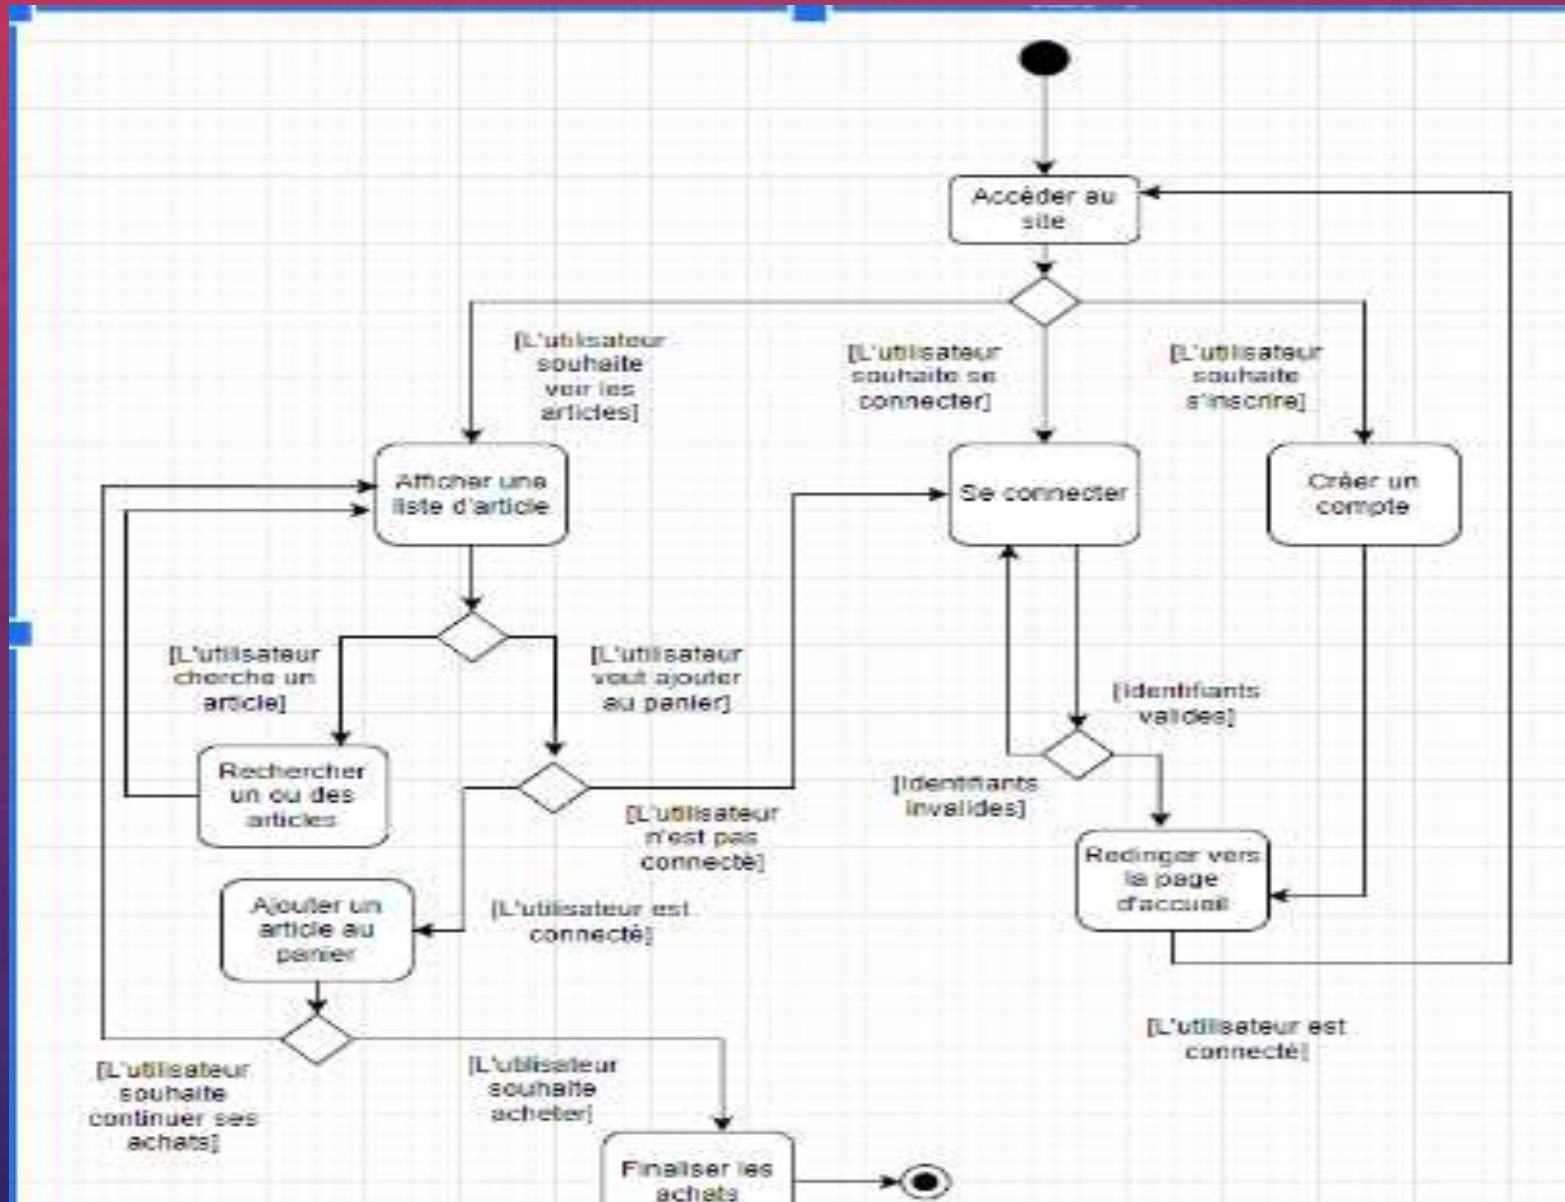 Accéder au
site
[L'utilisateur
souhaite
voir les
articles]
[L'utilisateur
souhaite se
connecter]
[L'utilisateur
souhaite
s'inscrire]
Afficher une
liste d'article
Se connecter
Créer un
compte
[L'utilisateur
cherche un
article]
[L'utilisateur
veut ajouter
au panier]
[Identifiants
valides]
Rechercher
un ou des
articles
[L'utilisateur
n'est pas
connecté]
[Identifiants
invalides]
Rediriger vers
la page
d'accueil
Ajouter un
article au
panier
[L'utilisateur est
connecté]
[L'utilisateur est
connecté]
[L'utilisateur
souhaite
continuer ses
achats]
[L'utilisateur
souhaite
acheter]
Finaliser les
achats